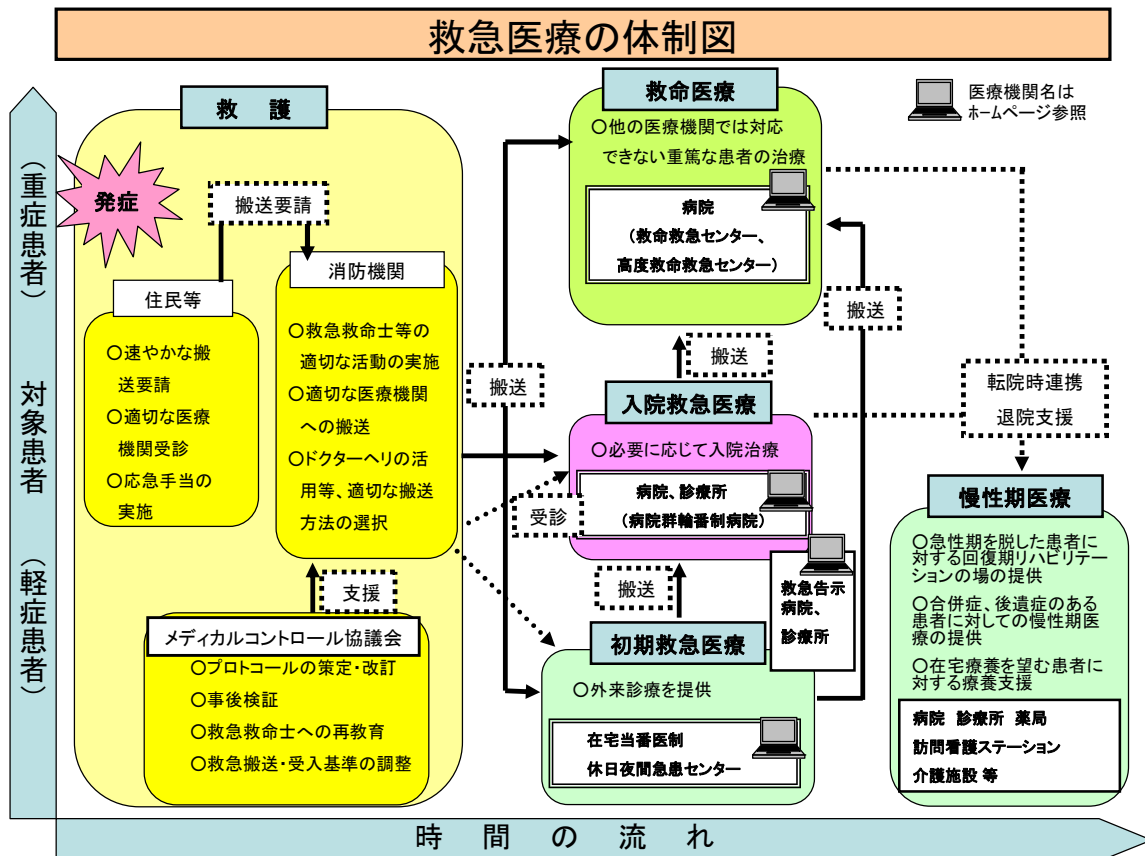 救急医療の体制図
医療機関名は
ホームページ参照
(重症患者)
対象患者
(軽症患者)
救　護
発症
搬送要請
住民等
○速やかな搬
送要請
○適切な医療
機関受診
○応急手当の
実施
消防機関
○救急救命士等の
適切な活動の実施
○適切な医療機関
への搬送
○ドクターヘリの活
用等、適切な搬送
方法の選択
支援
メディカルコントロール協議会
○プロトコールの策定・改訂
○事後検証
○救急救命士への再教育
○救急搬送・受入基準の調整
搬送
受診
救命医療
○他の医療機関では対応
できない重篤な患者の治療
病院
(救命救急センター、
高度救命救急センター)
搬送
搬送
入院救急医療
○必要に応じて入院治療
病院、診療所
(病院群輪番制病院)
救急告示
病院、
診療所
搬送
初期救急医療
○外来診療を提供
在宅当番医制
休日夜間急患センター
転院時連携
退院支援
慢性期医療
○急性期を脱した患者に
対する回復期リハビリテー
ションの場の提供
○合併症、後遺症のある
患者に対しての慢性期医
療の提供
○在宅療養を望む患者に
対する療養支援
病院 診療所 薬局
訪問看護ステーション
介護施設 等
時間の流れ